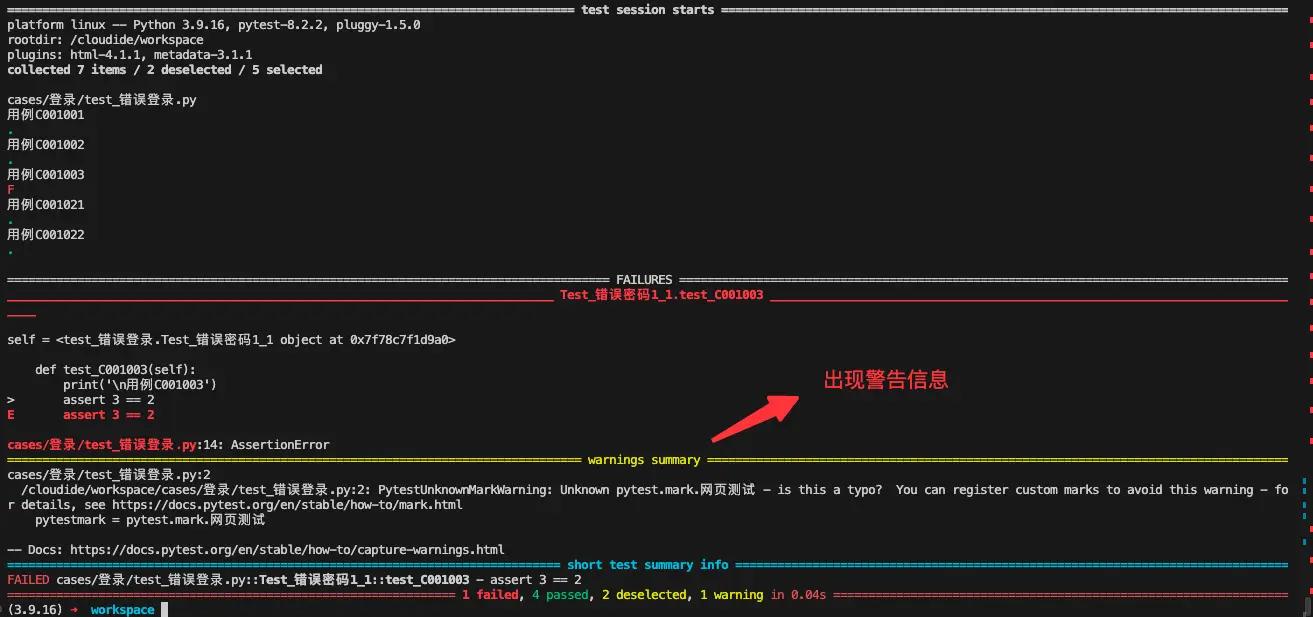 ============================== test session starts ==============================
platform linux -- Python 3.9.16, pytest-8.2.2, pluggy-1.5.0
rootdir: /cloudide/workspace
plugins: html-4.1.1, metadata-3.1.1
collected 7 items / 2 deselected / 5 selected
cases/登录/test_错误登录.py
用例C001001
.
用例C001002
.
用例C001003
F
用例C001021
.
用例C001022
.
============================== FAILURES ==============================
______________________________ Test_错误密码1_1.test_C001003 ______________________________
____
self = <test_错误登录.Test_错误密码1_1 object at 0x7f78c7f1d9a0>
def test_C001003(self):
print('\n用例C001003')
> assert 3 == 2
E assert 3 == 2
出现警告信息
cases/登录/test_错误登录.py:14: AssertionError
============================== warnings summary ==============================
cases/登录/test_错误登录.py:2
/cloudide/workspace/cases/登录/test_错误登录.py:2: PytestUnknownMarkWarning: Unknown pytest.mark.网页测试 - is this a typo?  You can register custom marks to avoid this warning - fo
r details, see https://docs.pytest.org/en/stable/how-to/mark.html
pytestmark = pytest.mark.网页测试
-- Docs: https://docs.pytest.org/en/stable/how-to/capture-warnings.html
============================== short test summary info ==============================
FAILED cases/登录/test_错误登录.py::Test_错误密码1_1::test_C001003 - assert 3 == 2
============================== 1 failed, 4 passed, 2 deselected, 1 warning in 0.04s ==============================
(3.9.16) → workspace